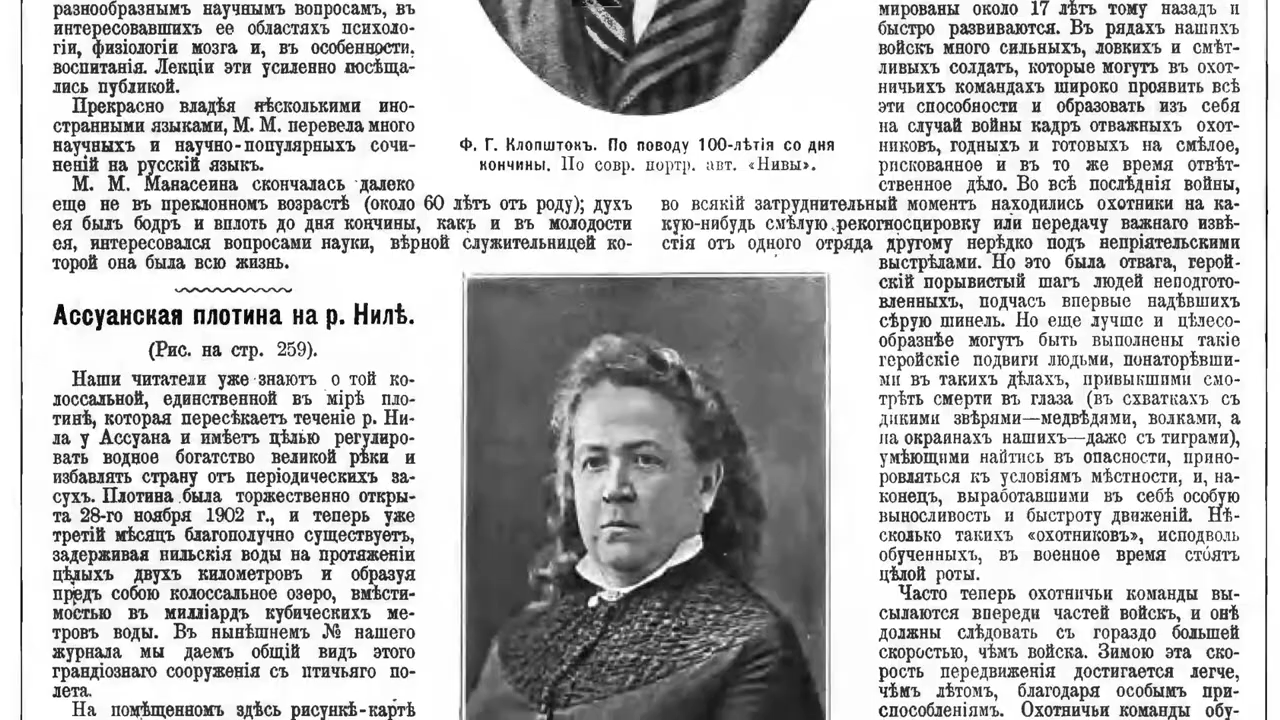 разнообразнымъ научнымъ вопросамъ, въ
интересовавшихъ ее областяхъ психоло-
гіи, физіологіи мозга и, въ особенности,
воспитанія. Лекціи эти усиленно посѣща-
лись публикой.
Прекрасно владѣя нѣсколькими ино-
странными языками, М. М. перевела много
научныхъ и научно-популярныхъ сочи-
неній на русскій языкъ.
М. М. Манасеина скончалась далеко
еще не въ преклонномъ возрастѣ (около 60 лѣтъ отъ роду); духъ
ея былъ бодръ и вплоть до дня кончины, какъ и въ молодости
ея, интересовался вопросами науки, вѣрной служительницей ко-
торой она была всю жизнь.
Ассуанская плотина на р. Нилѣ.
(Рис. на стр. 259).
Наши читатели уже знаютъ о той ко-
лоссальной, единственной въ мірѣ пло-
тинѣ, которая пересѣкаетъ теченіе р. Ни-
ла у Ассуана и имѣетъ цѣлью регулиро-
вать водное богатство великой рѣки и
избавлять страну отъ періодическихъ за-
сухъ. Плотина была торжественно откры-
та 28-го ноября 1902 г., и теперь уже
третій мѣсяцъ благополучно существуетъ,
задерживая нильскія воды на протяженіи
цѣлыхъ двухъ километровъ и образуя
предъ собою колоссальное озеро, вмѣсти-
мостью въ милліардъ кубическихъ ме-
тровъ воды. Въ нынѣшнемъ № нашего
журнала мы даемъ общій видъ этого
грандіознаго сооруженія съ птичьяго по-
лета.
На помѣщенномъ здѣсь рисункѣ-картѣ
Ф. Г. Клопштокъ. По поводу 100-лѣтія со дня
кончины. По совр. портр. авт. «Нивы».
мированы около 17 лѣтъ тому назадъ и
быстро развиваются. Въ рядахъ нашихъ
войскъ много сильныхъ, ловкихъ и смѣт-
ливыхъ солдатъ, которые могутъ въ охот-
ничьихъ командахъ широко проявить всѣ
эти способности и образовать изъ себя
на случай войны кадръ отважныхъ охот-
никовъ, годныхъ и готовыхъ на смѣлое,
рискованное и въ то же время отвѣт-
ственное дѣло. Во всѣ послѣднія войны,
во всякій затруднительный моментъ находились охотники на ка-
кую-нибудь смѣлую рекогносцировку или передачу важнаго извѣ-
стія отъ одного отряда другому нерѣдко подъ непріятельскими
выстрѣлами. Но это была отвага, герой-
скій порывистый шагъ людей неподгото-
вленныхъ, подчасъ впервые надѣвшихъ
сѣрую шинель. Но еще лучше и цѣлесо-
образнѣе могутъ быть выполнены такіе
геройскіе подвиги людьми, понаторѣвши-
ми въ такихъ дѣлахъ, привыкшими смо-
трѣть смерти въ глаза (въ схваткахъ съ
дикими звѣрями—медвѣдями, волками, а
на окраинахъ нашихъ—даже съ тиграми),
умѣющими найтись въ опасности, прино-
ровляться къ условіямъ мѣстности, и, на-
конецъ, выработавшими въ себѣ особую
выносливость и быстроту движеній. Нѣ-
сколько такихъ «охотниковъ», исподволь
обученныхъ, въ военное время стóятъ
цѣлой роты.
Часто теперь охотничьи команды вы-
сылаются впереди частей войскъ, и онѣ
должны слѣдовать съ гораздо большей
скоростью, чѣмъ войска. Зимою эта ско-
рость передвиженія достигается легче,
чѣмъ лѣтомъ, благодаря особымъ при-
способленіямъ. Охотничьи команды обу-